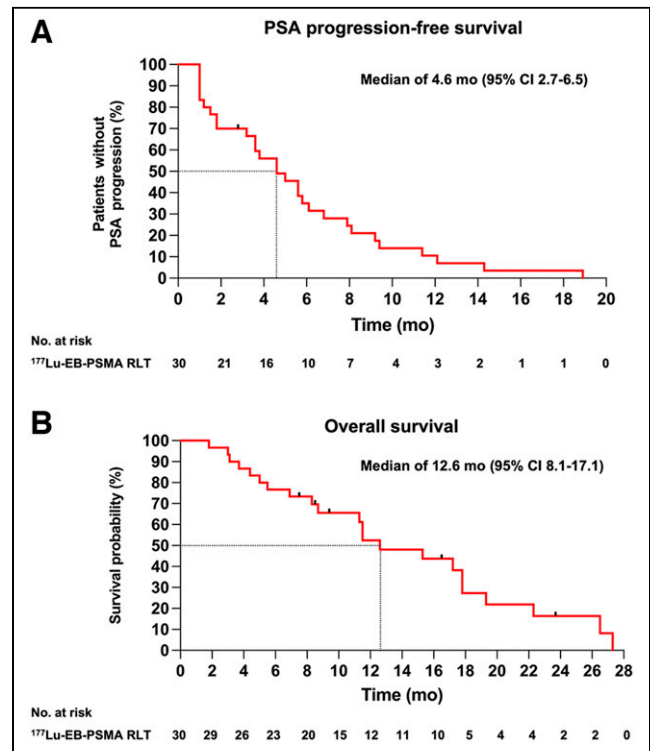 A
PSA progression-free survival
Median of 4.6 mo (95% CI 2.7-6.5)
Patients without
PSA progression (%)
100
90
80
70
60
50
40
30
20
10
0
0 2 4 6 8 10 12 14 16 18 20
Time (mo)
No. at risk
¹⁷⁷Lu-EB-PSMA RLT 30 21 16 10 7 4 3 2 1 1 0
B
Overall survival
Median of 12.6 mo (95% CI 8.1-17.1)
Survival probability (%)
100
90
80
70
60
50
40
30
20
10
0
0 2 4 6 8 10 12 14 16 18 20 22 24 26 28
Time (mo)
No. at risk
¹⁷⁷Lu-EB-PSMA RLT 30 29 26 23 20 15 12 11 10 5 4 4 2 2 0